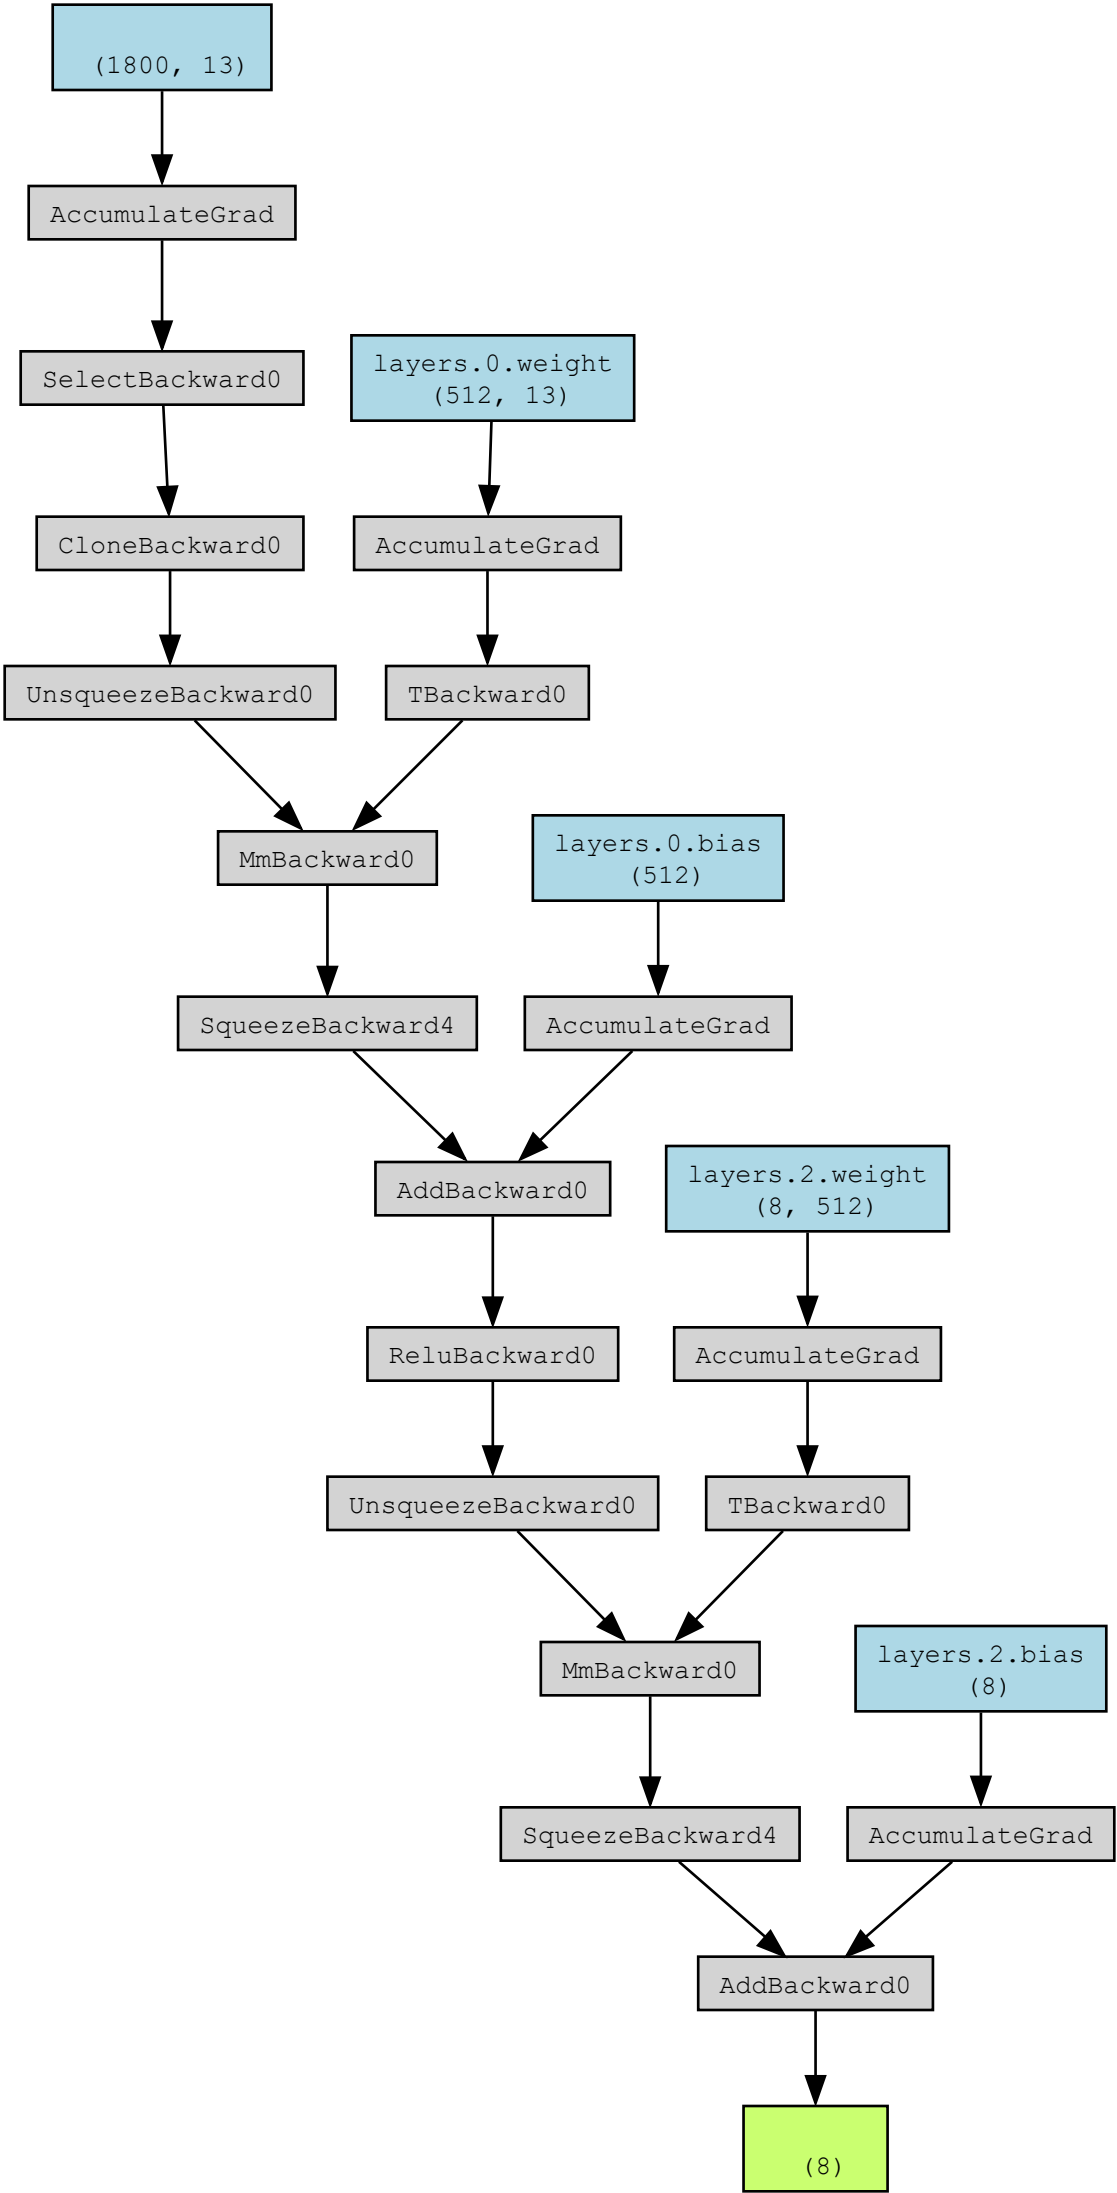 (1800, 13)
AccumulateGrad
SelectBackward0
layers.0.weight
(512, 13)
CloneBackward0
AccumulateGrad
UnsqueezeBackward0
TBackward0
MmBackward0
layers.0.bias
(512)
SqueezeBackward4
AccumulateGrad
AddBackward0
layers.2.weight
(8, 512)
ReluBackward0
AccumulateGrad
UnsqueezeBackward0
TBackward0
MmBackward0
layers.2.bias
(8)
SqueezeBackward4
AccumulateGrad
AddBackward0
(8)